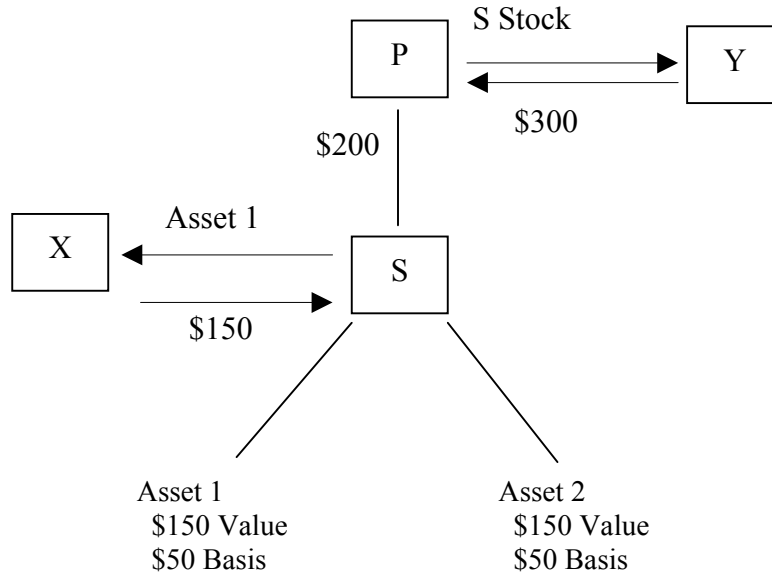 S Stock
P
Y
$300
$200
Asset 1
X
S
$150
Asset 1
$150 Value
$50 Basis
Asset 2
$150 Value
$50 Basis